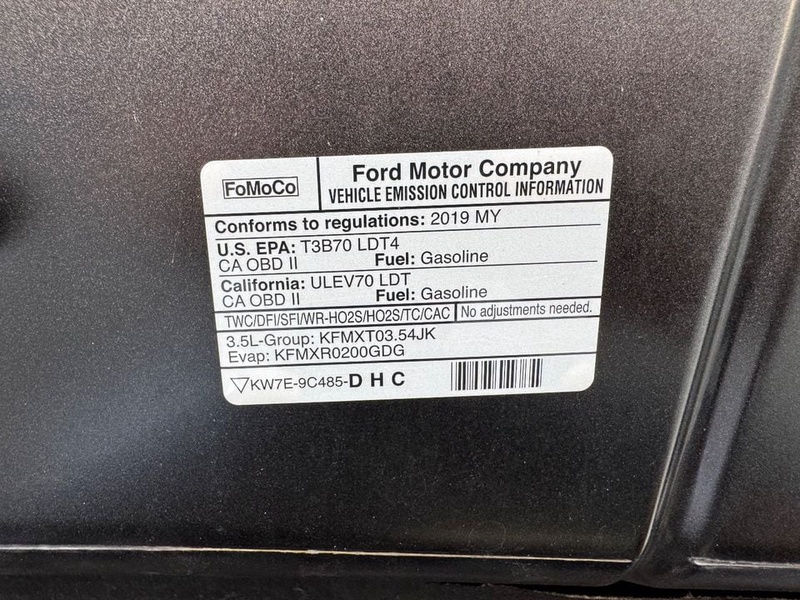 FoMoCo
Ford Motor Company
VEHICLE EMISSION CONTROL INFORMATION
Conforms to regulations: 2019 MY
U.S. EPA: T3B70 LDT4
CA OBD II Fuel: Gasoline
California: ULEV70 LDT
CA OBD II Fuel: Gasoline
TWC/DFI/SFI/WR-HO2S/HO2S/TC/CAC No adjustments needed.
3.5L-Group: KFMXT03.54JK
Evap: KFMXR0200GDG
KW7E-9C485-D H C